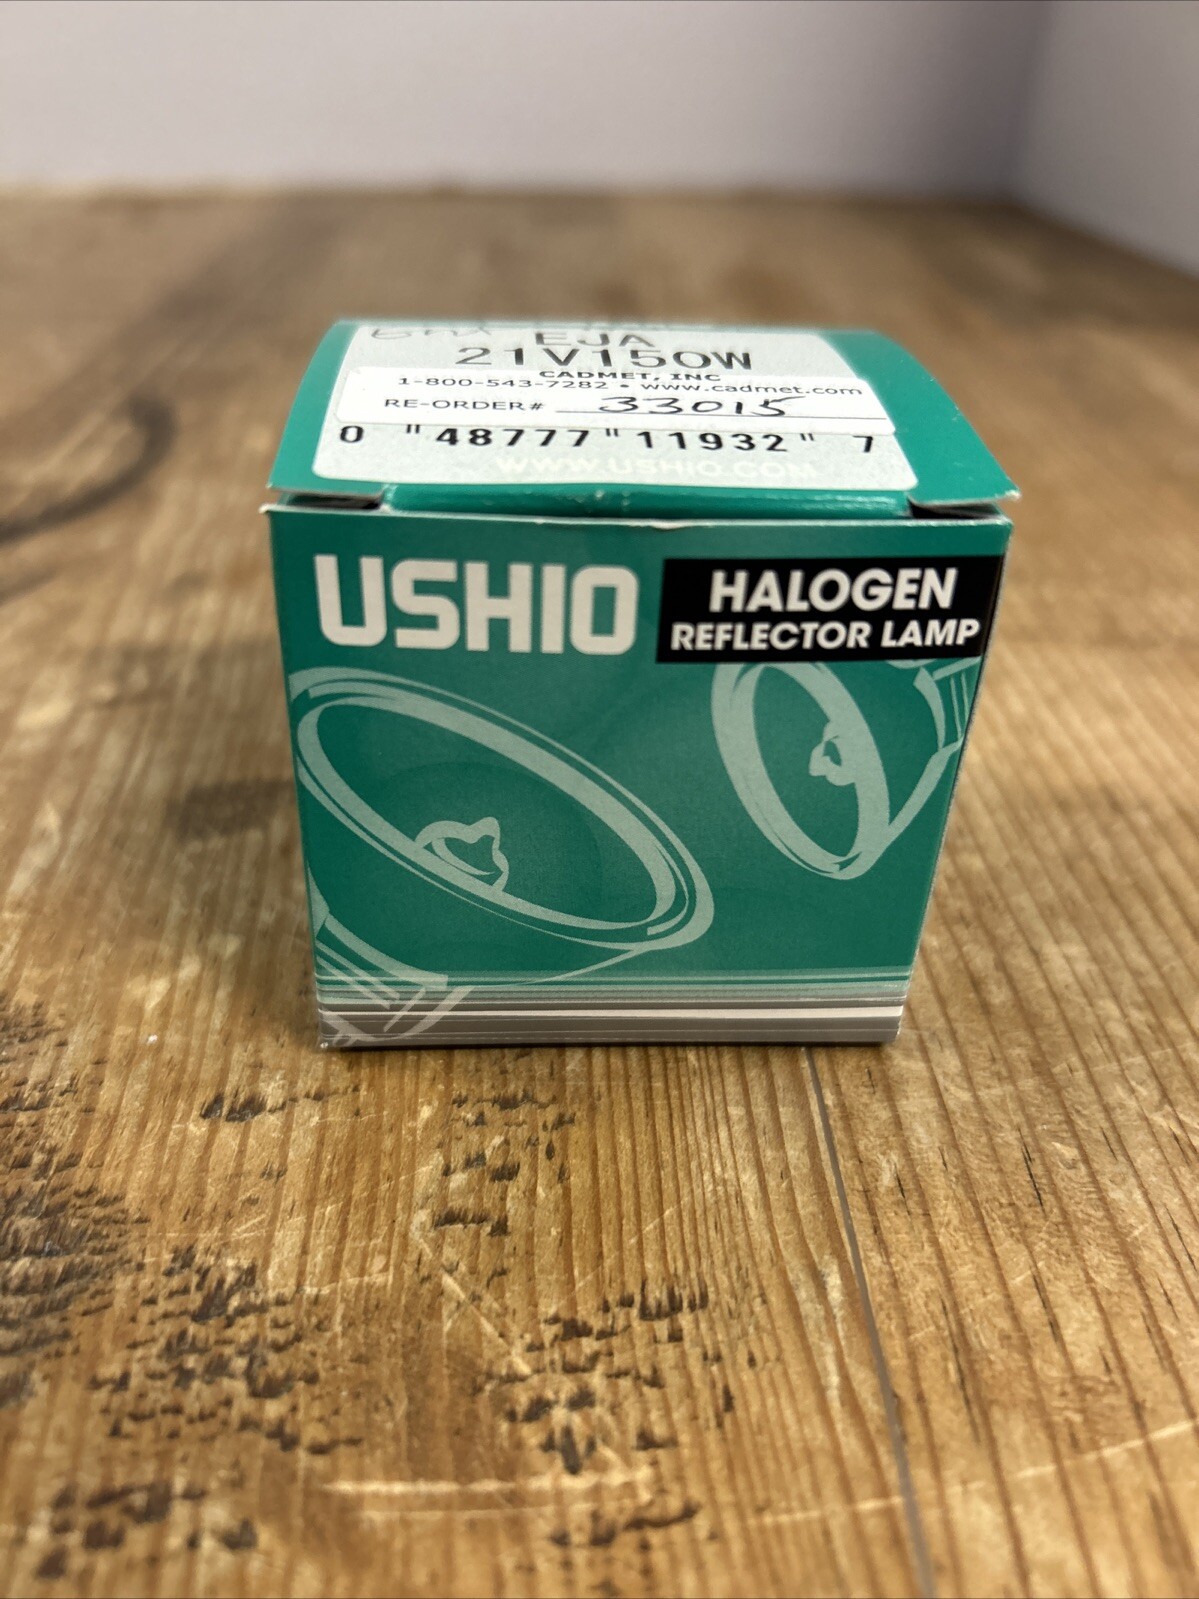 EJA
21V150W
CADMET, INC
1-800-543-7282 • www.cadmet.com
RE-ORDER# 33015
0 "48777"11932" 7
WWW.USHIO.COM
USHIO
HALOGEN
REFLECTOR LAMP